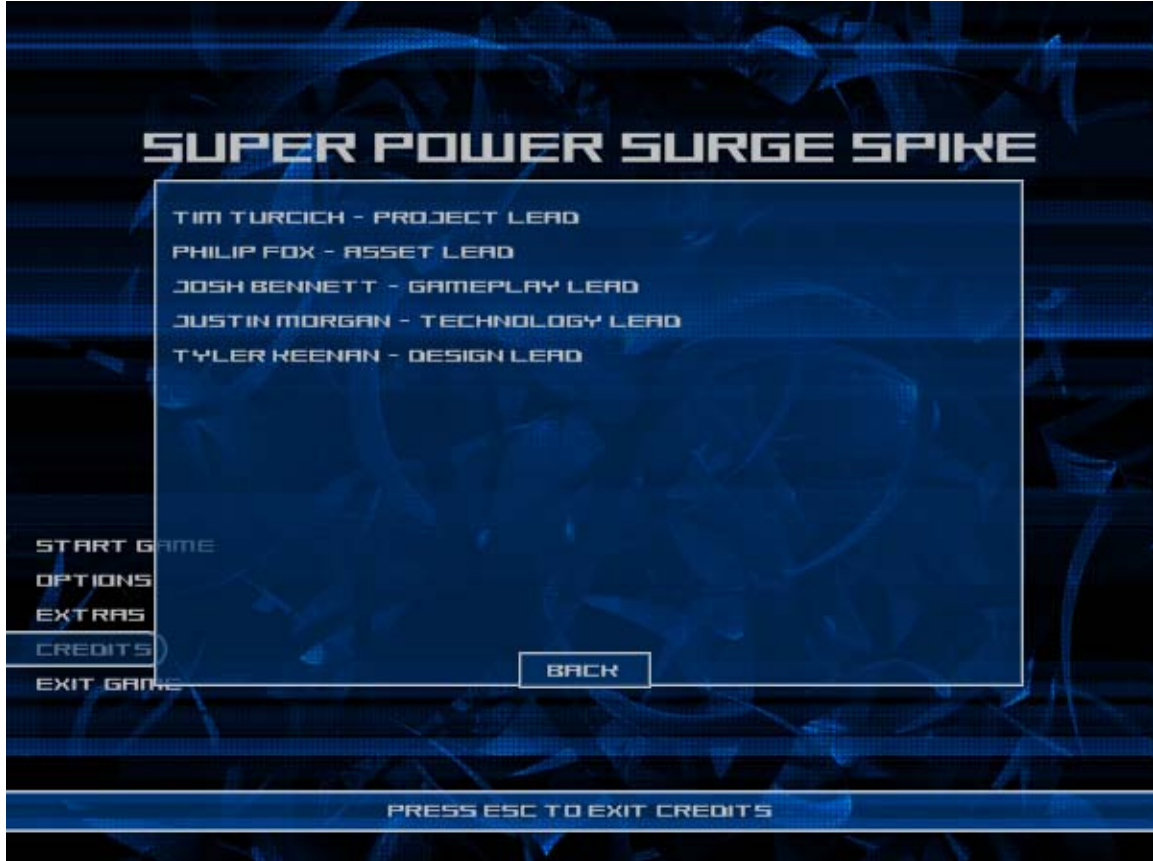 SUPER POWER SURGE SPIKE
TIM TURCICH - PROJECT LEAD
PHILIP FOX - ASSET LEAD
JOSH BENNETT - GAMEPLAY LEAD
JUSTIN MORGAN - TECHNOLOGY LEAD
TYLER KEENAN - DESIGN LEAD
START GAME
OPTIONS
EXTRAS
CREDITS
EXIT GAME
BACK
PRESS ESC TO EXIT CREDITS